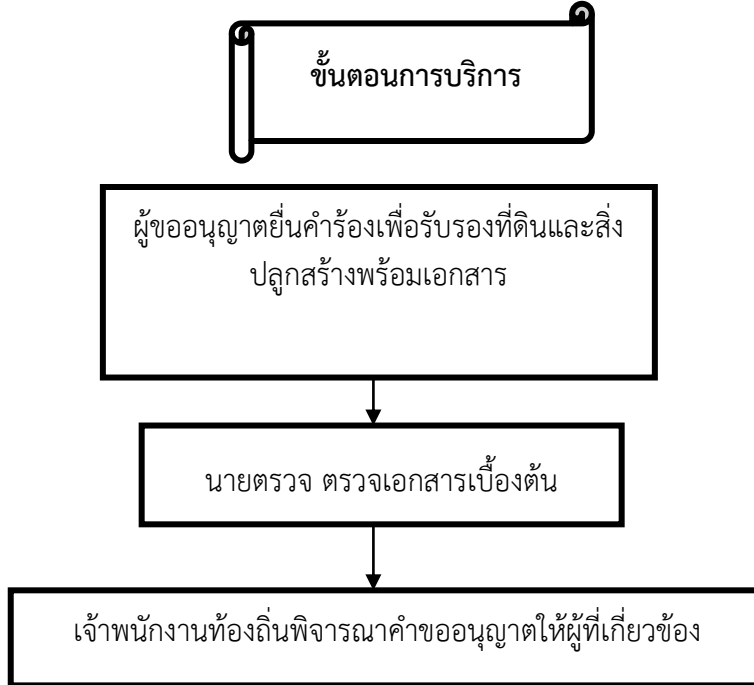 ขั้นตอนการบริการ
ผู้ขออนุญาตยื่นคำร้องเพื่อรับรองที่ดินและสิ่ง
ปลูกสร้างพร้อมเอกสาร
นายตรวจ ตรวจเอกสารเบื้องต้น
เจ้าพนักงานท้องถิ่นพิจารณาคำขออนุญาตให้ผู้ที่เกี่ยวข้อง